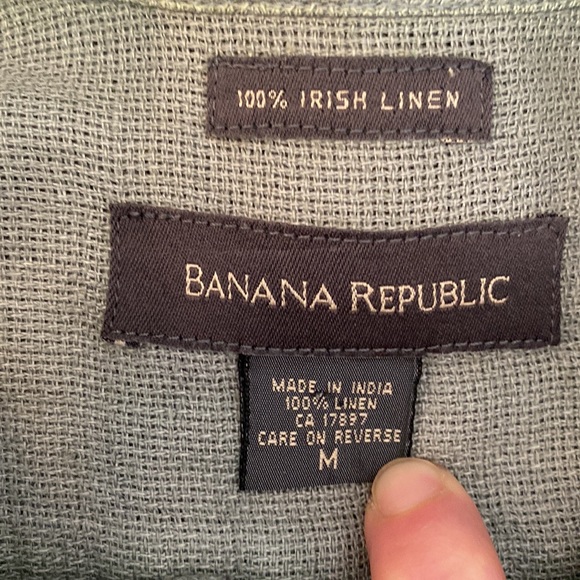 100% IRISH LINEN
BANANA REPUBLIC
MADE IN INDIA
100% LINEN
CA 17897
CARE ON REVERSE
M